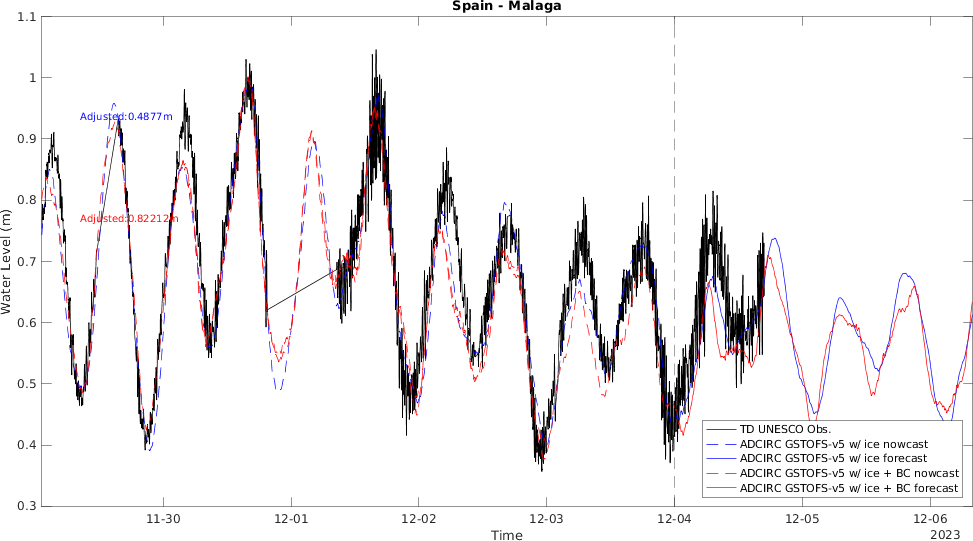 Spain - Malaga
1.1
1
0.9
0.8
0.7
0.6
0.5
0.4
0.3
Water Level (m)
Adjusted:0.4877m
Adjusted:0.82212m
TD UNESCO Obs.
ADCIRC GSTOFS-v5 w/ ice nowcast
ADCIRC GSTOFS-v5 w/ ice forecast
ADCIRC GSTOFS-v5 w/ ice + BC nowcast
ADCIRC GSTOFS-v5 w/ ice + BC forecast
11-30 12-01 12-02 12-03 12-04 12-05 12-06
Time
2023